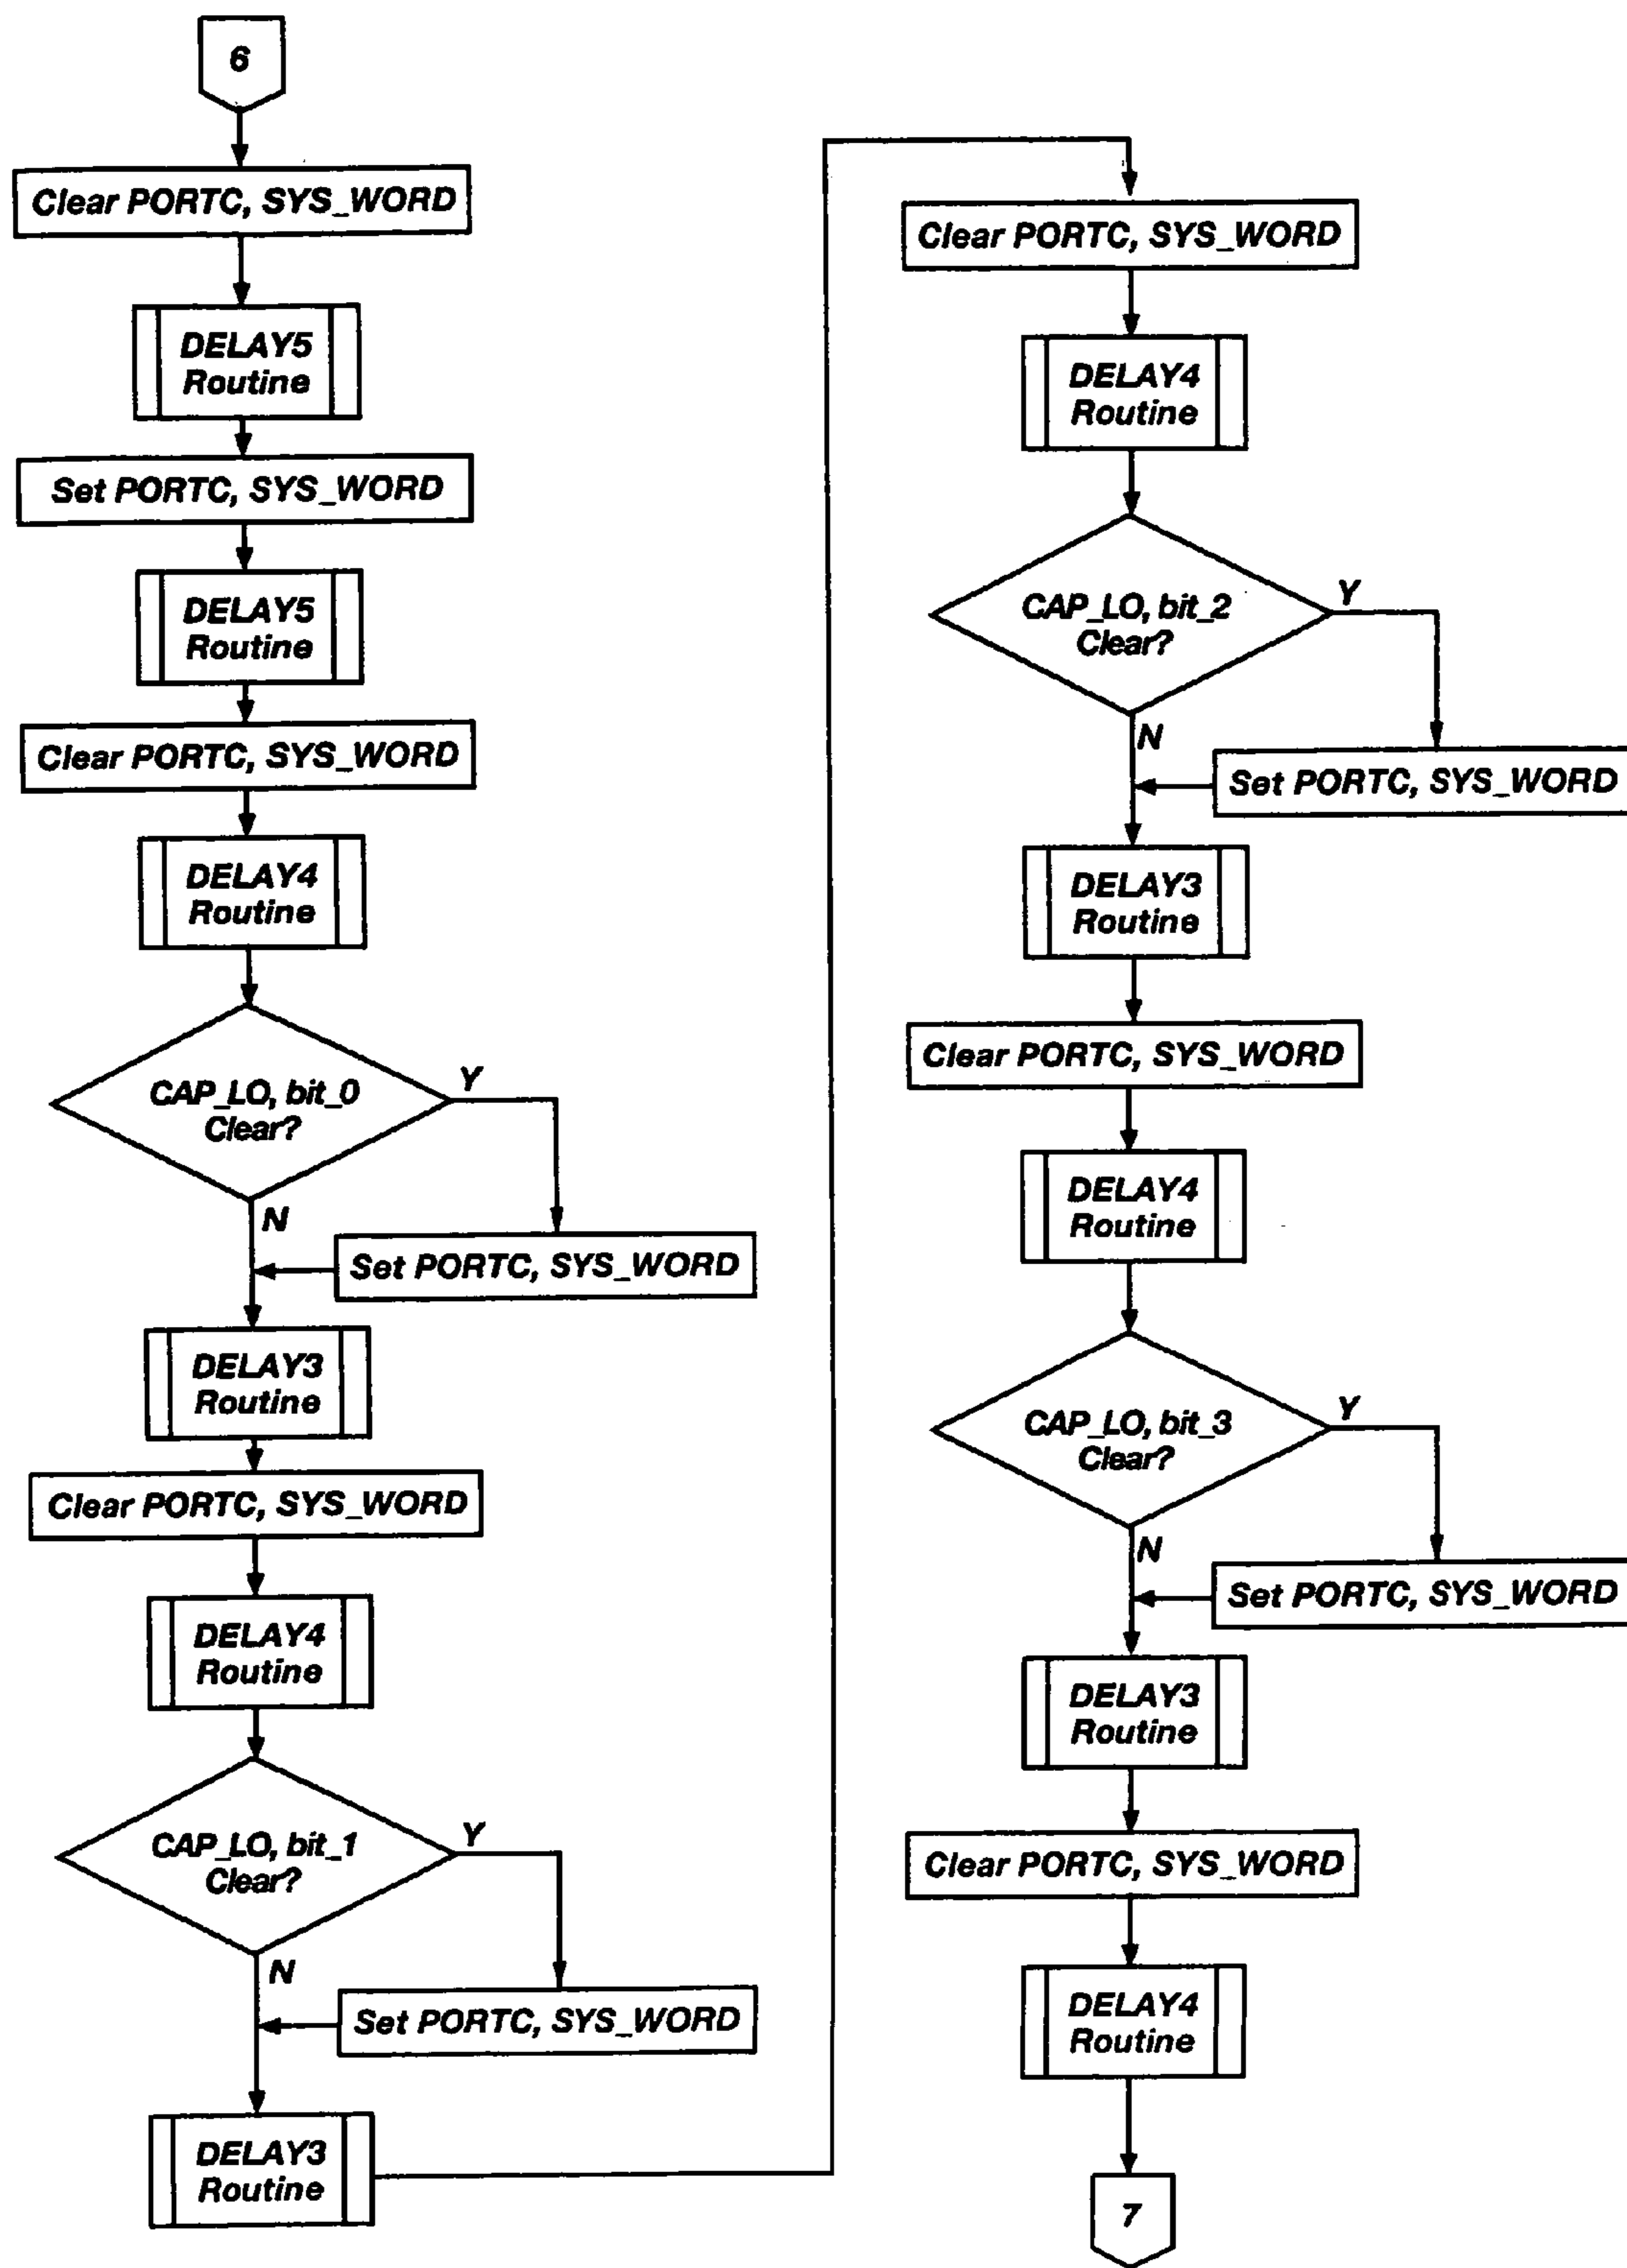 6
Clear PORTC, SYS_WORD
DELAY5
Routine
Set PORTC, SYS_WORD
DELAY5
Routine
Clear PORTC, SYS_WORD
DELAY4
Routine
CAP_LO, bit_0
Clear?
Y
N
Set PORTC, SYS_WORD
DELAY3
Routine
Clear PORTC, SYS_WORD
DELAY4
Routine
CAP_LO, bit_1
Clear?
Y
N
Set PORTC, SYS_WORD
DELAY3
Routine
Clear PORTC, SYS_WORD
DELAY4
Routine
CAP_LO, bit_2
Clear?
Y
N
Set PORTC, SYS_WORD
DELAY3
Routine
Clear PORTC, SYS_WORD
DELAY4
Routine
CAP_LO, bit_3
Clear?
Y
N
Set PORTC, SYS_WORD
DELAY3
Routine
Clear PORTC, SYS_WORD
DELAY4
Routine
7